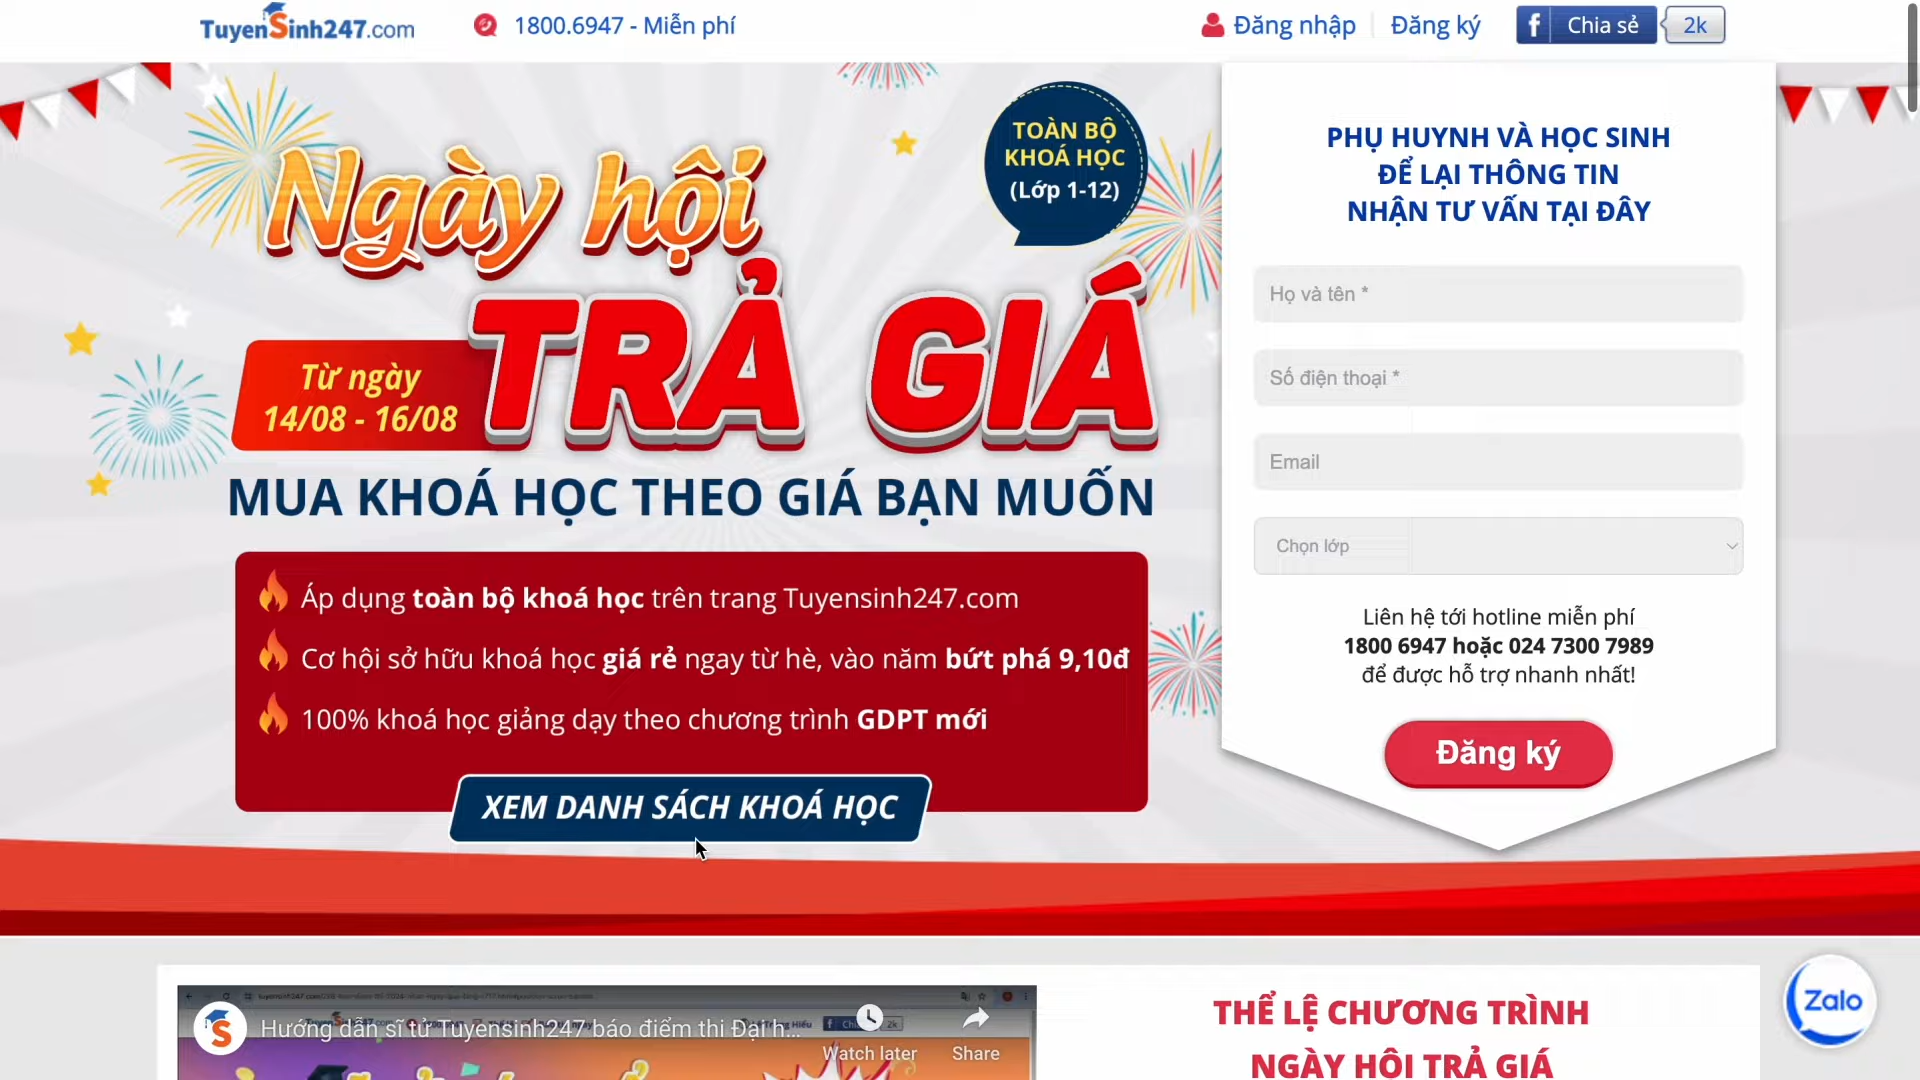 TuyenSinh247.com
1800.6947 - Miễn phí
Đăng nhập
Đăng ký
f Chia sẻ
2k
Ngày hội
TRẢ GIÁ
TOÀN BỘ
KHOÁ HỌC
(Lớp 1-12)
Từ ngày
14/08 - 16/08
MUA KHOÁ HỌC THEO GIÁ BẠN MUỐN
Áp dụng toàn bộ khoá học trên trang Tuyensinh247.com
Cơ hội sở hữu khoá học giá rẻ ngay từ hè, vào năm bứt phá 9,10đ
100% khoá học giảng dạy theo chương trình GDPT mới
XEM DANH SÁCH KHOÁ HỌC
PHỤ HUYNH VÀ HỌC SINH
ĐỂ LẠI THÔNG TIN
NHẬN TƯ VẤN TẠI ĐÂY
Họ và tên *
Số điện thoại *
Email
Chọn lớp
Liên hệ tới hotline miễn phí
1800 6947 hoặc 024 7300 7989
để được hỗ trợ nhanh nhất!
Đăng ký
Hướng dẫn sĩ tử Tuyensinh247 báo điểm thi Đại h...
Watch later
Share
THỂ LỆ CHƯƠNG TRÌNH
NGÀY HỘI TRẢ GIÁ
Zalo